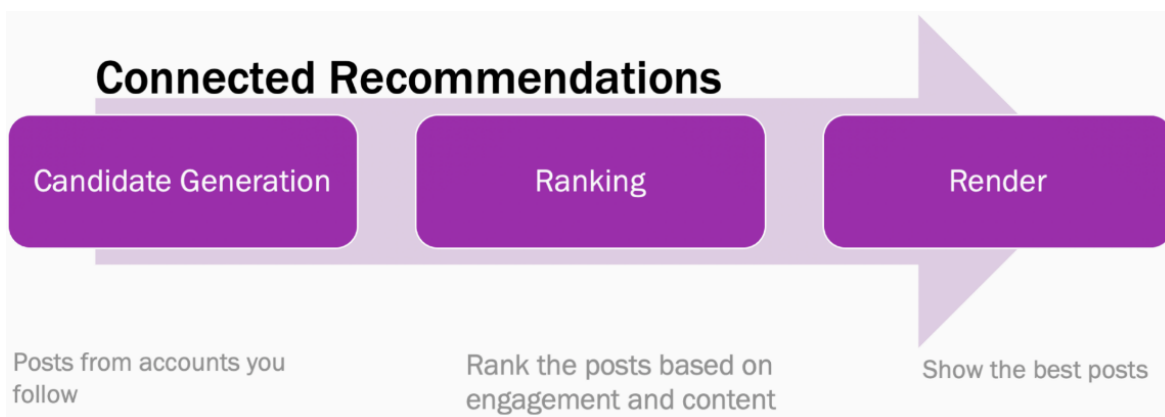 Connected Recommendations
Candidate Generation
Ranking
Render
Posts from accounts you
follow
Rank the posts based on
engagement and content
Show the best posts